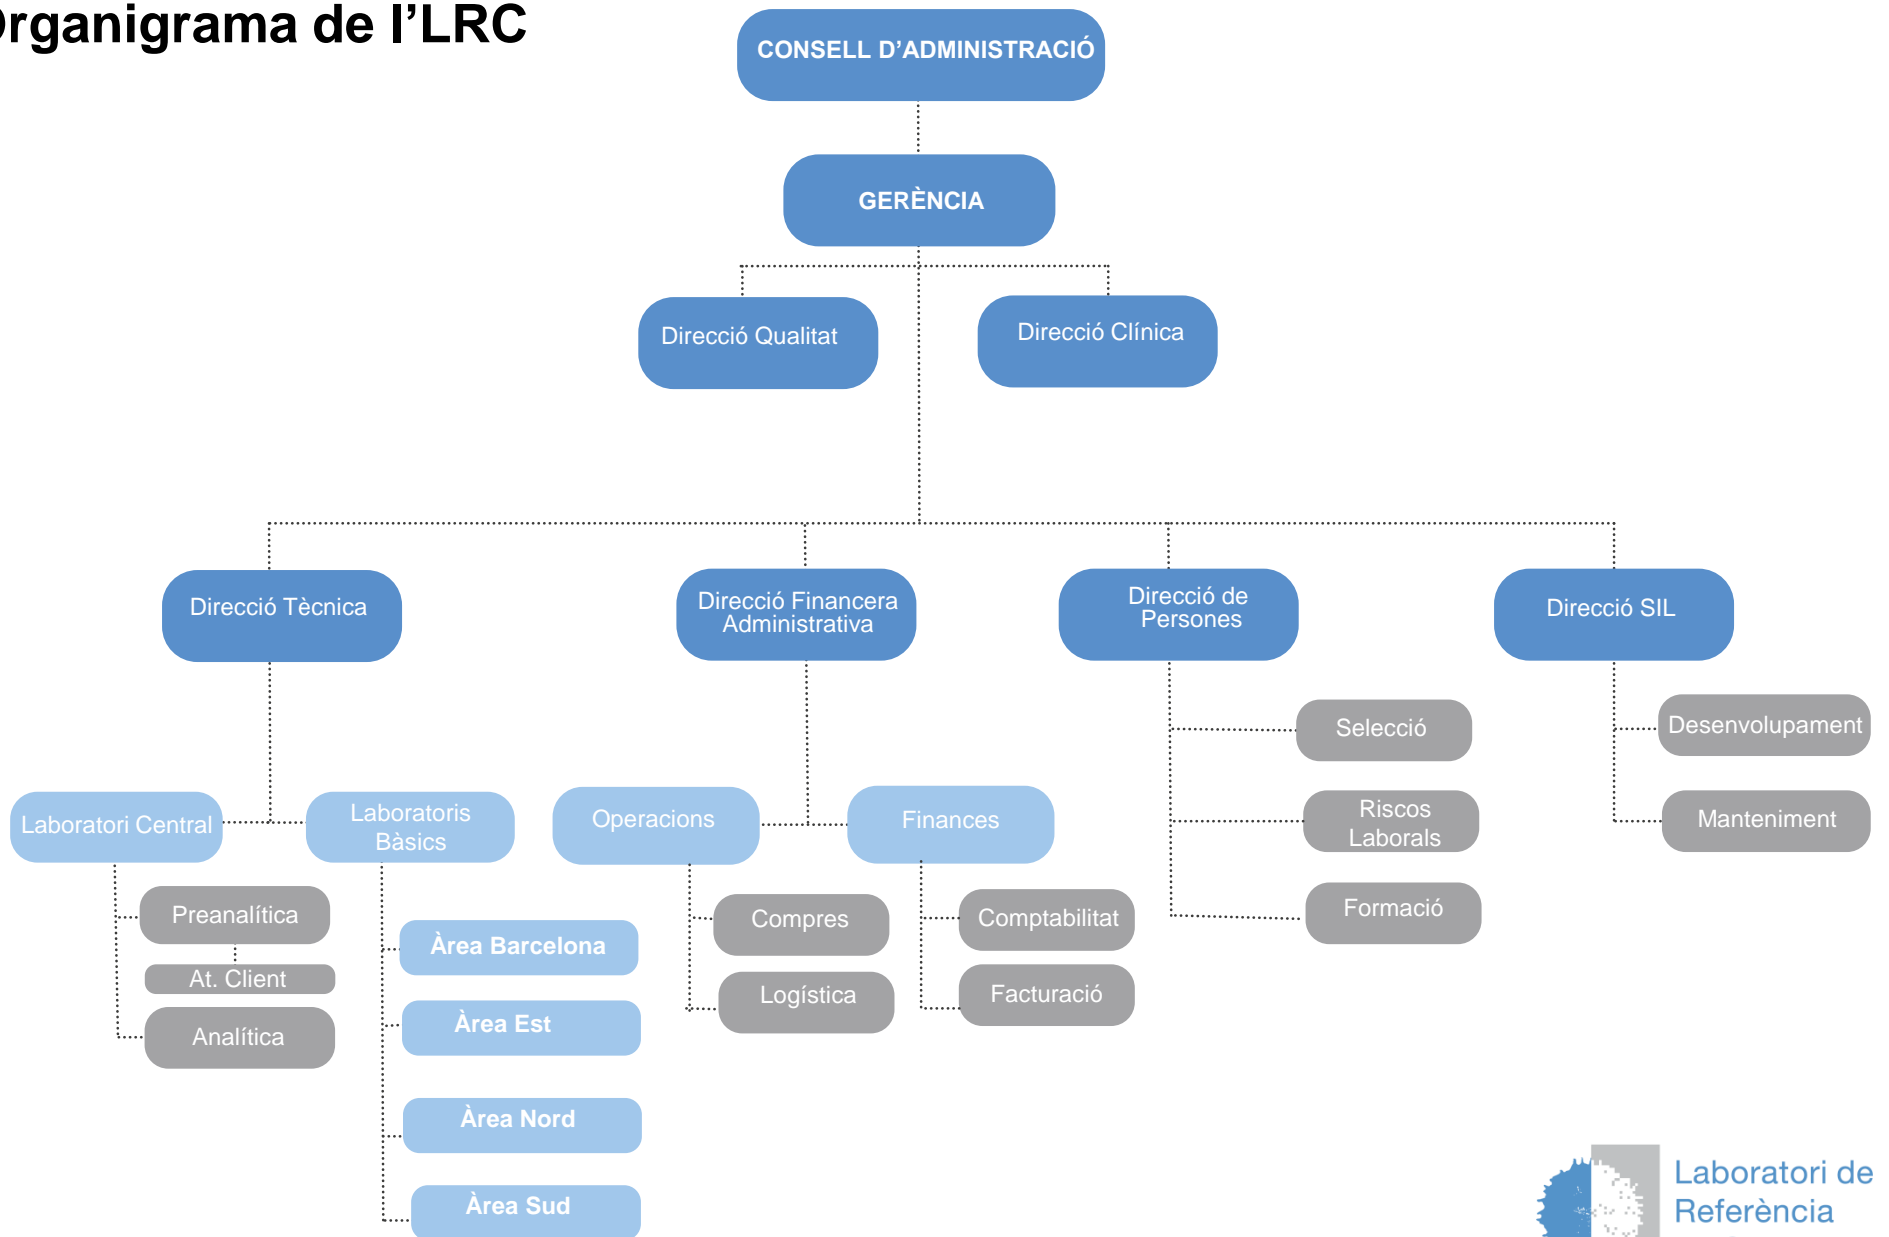 Organigrama de l’LRC
CONSELL D’ADMINISTRACIÓ
GERÈNCIA
Direcció Qualitat
Direcció Clínica
Direcció Tècnica
Direcció Financera
Administrativa
Direcció de
Persones
Direcció SIL
Selecció
Desenvolupament
Laboratori Central
Laboratoris
Bàsics
Operacions
Finances
Riscos
Laborals
Manteniment
Preanalítica
Compres
Comptabilitat
Formació
Àrea Barcelona
At. Client
Logística
Facturació
Analítica
Àrea Est
Àrea Nord
Àrea Sud
Laboratori de
Referència